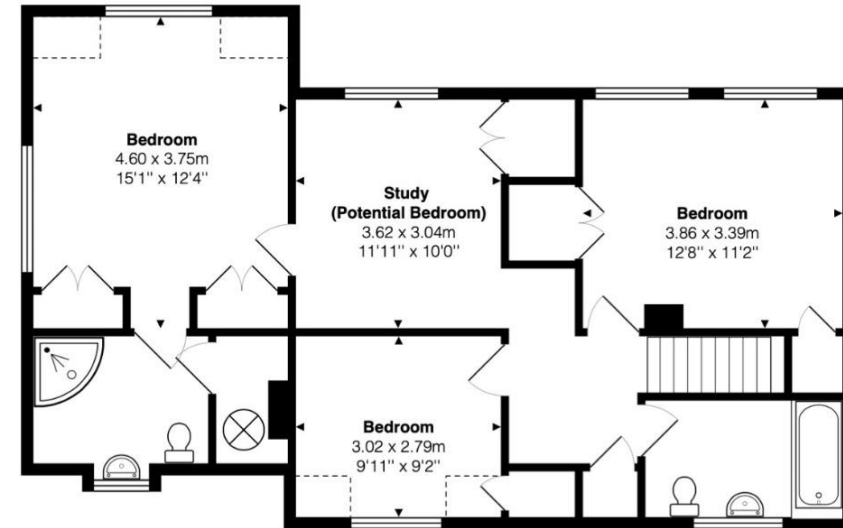 Bedroom
4.60 x 3.75m
15'1" x 12'4"
Study
(Potential Bedroom)
3.62 x 3.04m
11'11" x 10'0"
Bedroom
3.86 x 3.39m
12'8" x 11'2"
Bedroom
3.02 x 2.79m
9'11" x 9'2"